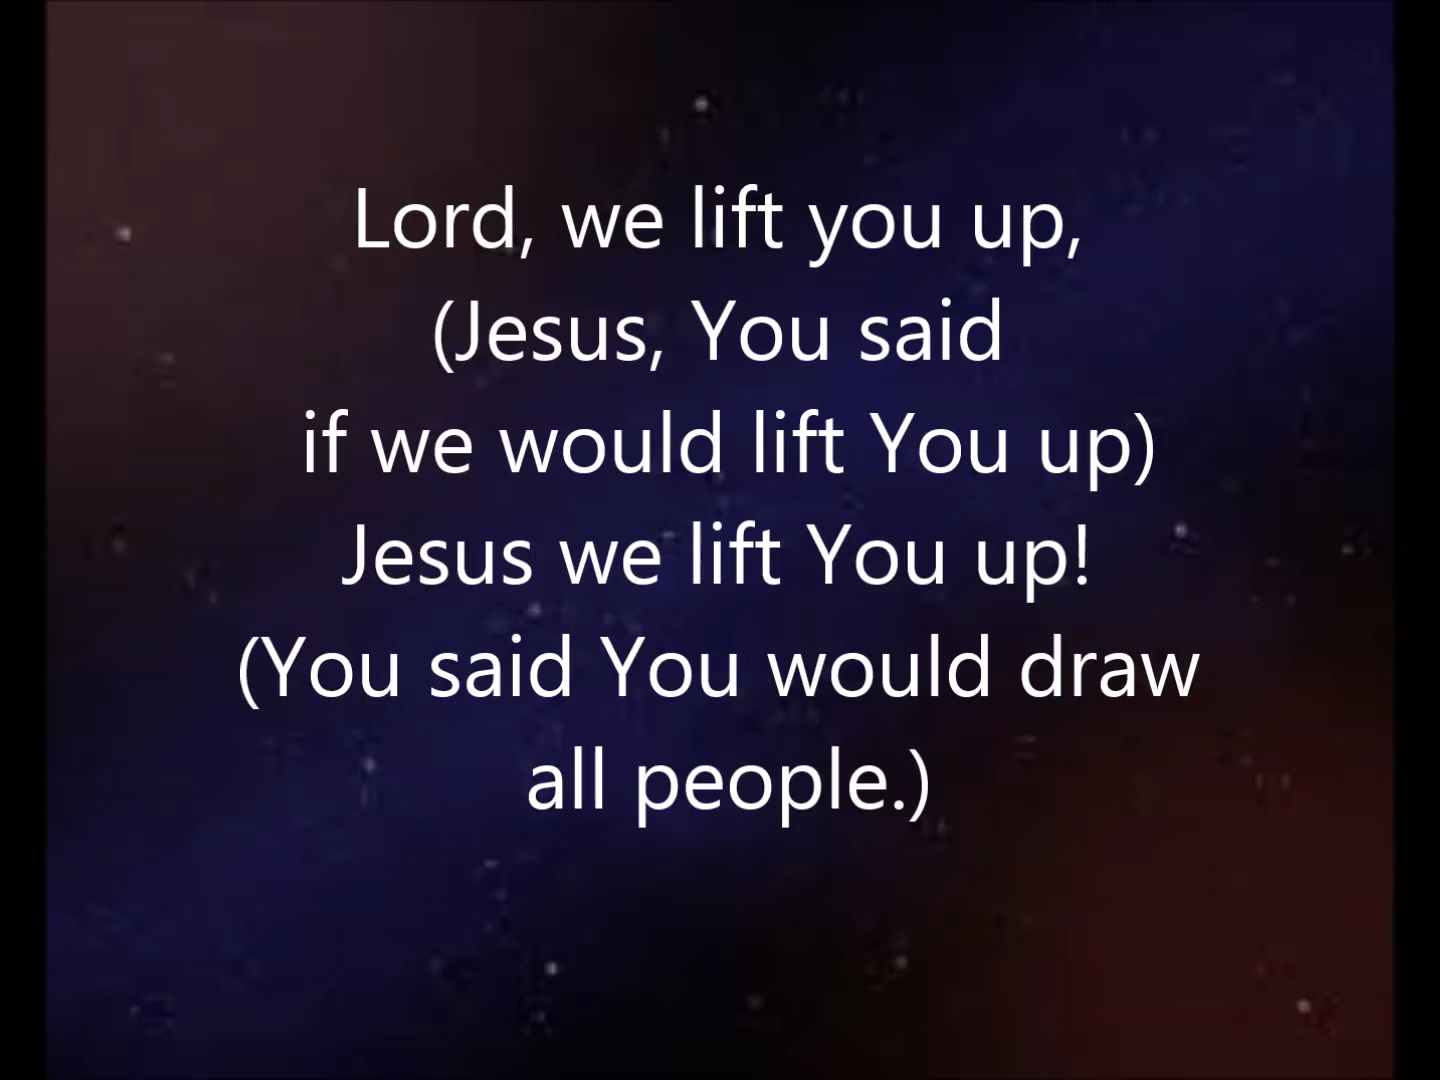 Lord, we lift you up,
(Jesus, You said
if we would lift You up)
Jesus we lift You up!
(You said You would draw
all people.)